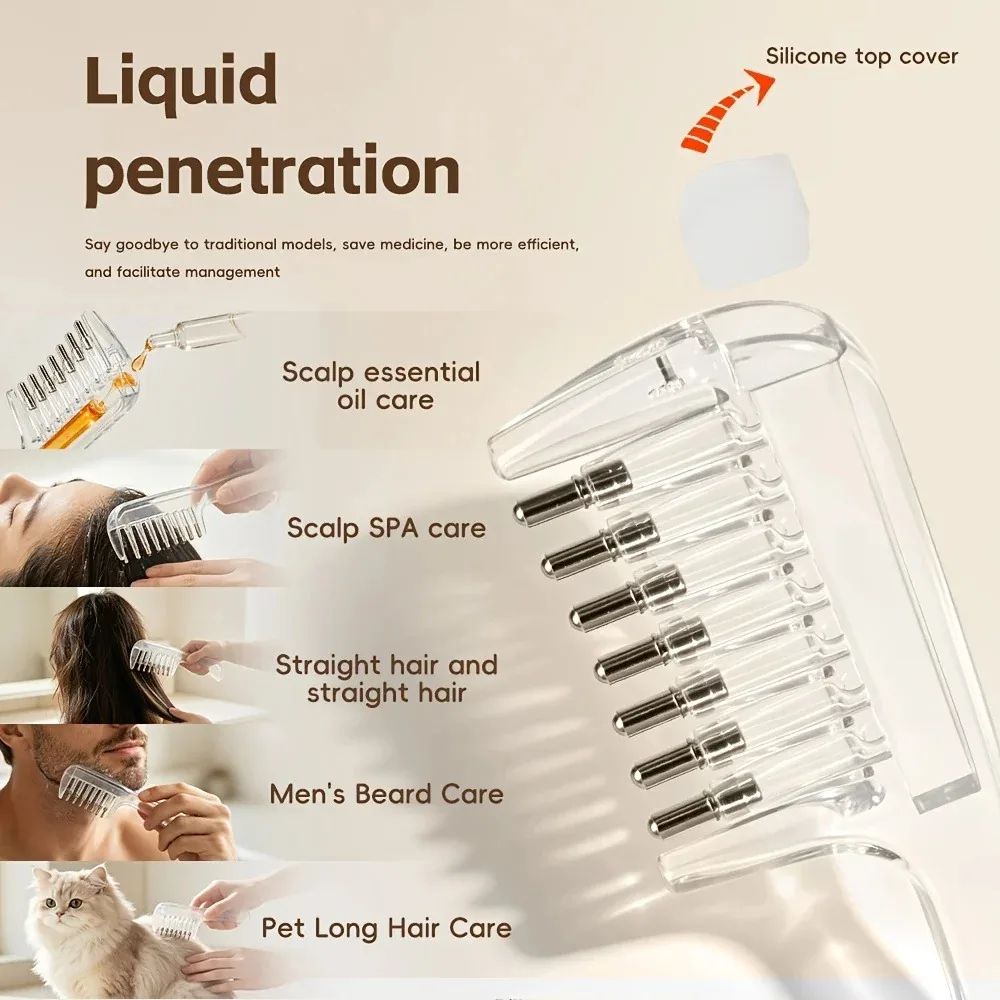 Liquid
penetration
Silicone top cover
Say goodbye to traditional models, save medicine, be more efficient,
and facilitate management
Scalp essential
oil care
Scalp SPA care
Straight hair and
straight hair
Men's Beard Care
Pet Long Hair Care